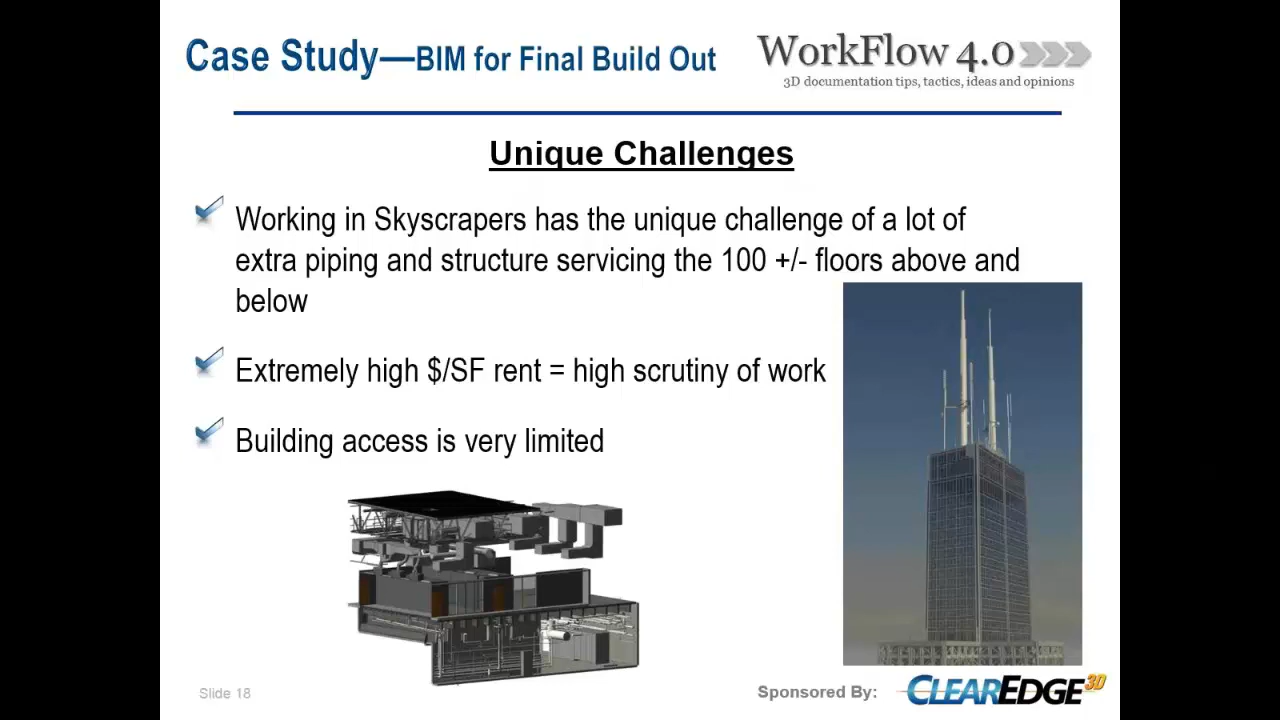 Case Study—BIM for Final Build Out
WorkFlow 4.0
3D documentation tips, tactics, ideas and opinions
Unique Challenges
Working in Skyscrapers has the unique challenge of a lot of
extra piping and structure servicing the 100 +/- floors above and
below
Extremely high $/SF rent = high scrutiny of work
Building access is very limited
Slide 18
Sponsored By:
CLEAREDGE3D